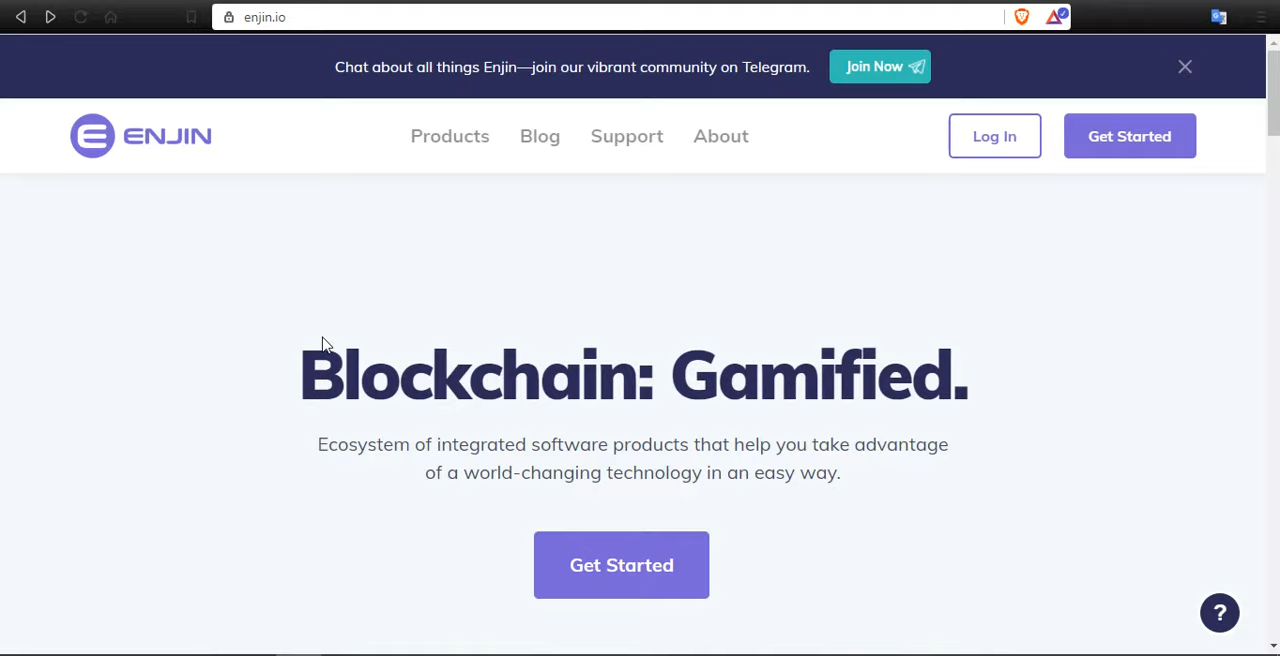 enjin.io
Chat about all things Enjin—join our vibrant community on Telegram. Join Now
ENJIN Products Blog Support About Log In Get Started
Blockchain: Gamified.
Ecosystem of integrated software products that help you take advantage
of a world-changing technology in an easy way.
Get Started
?